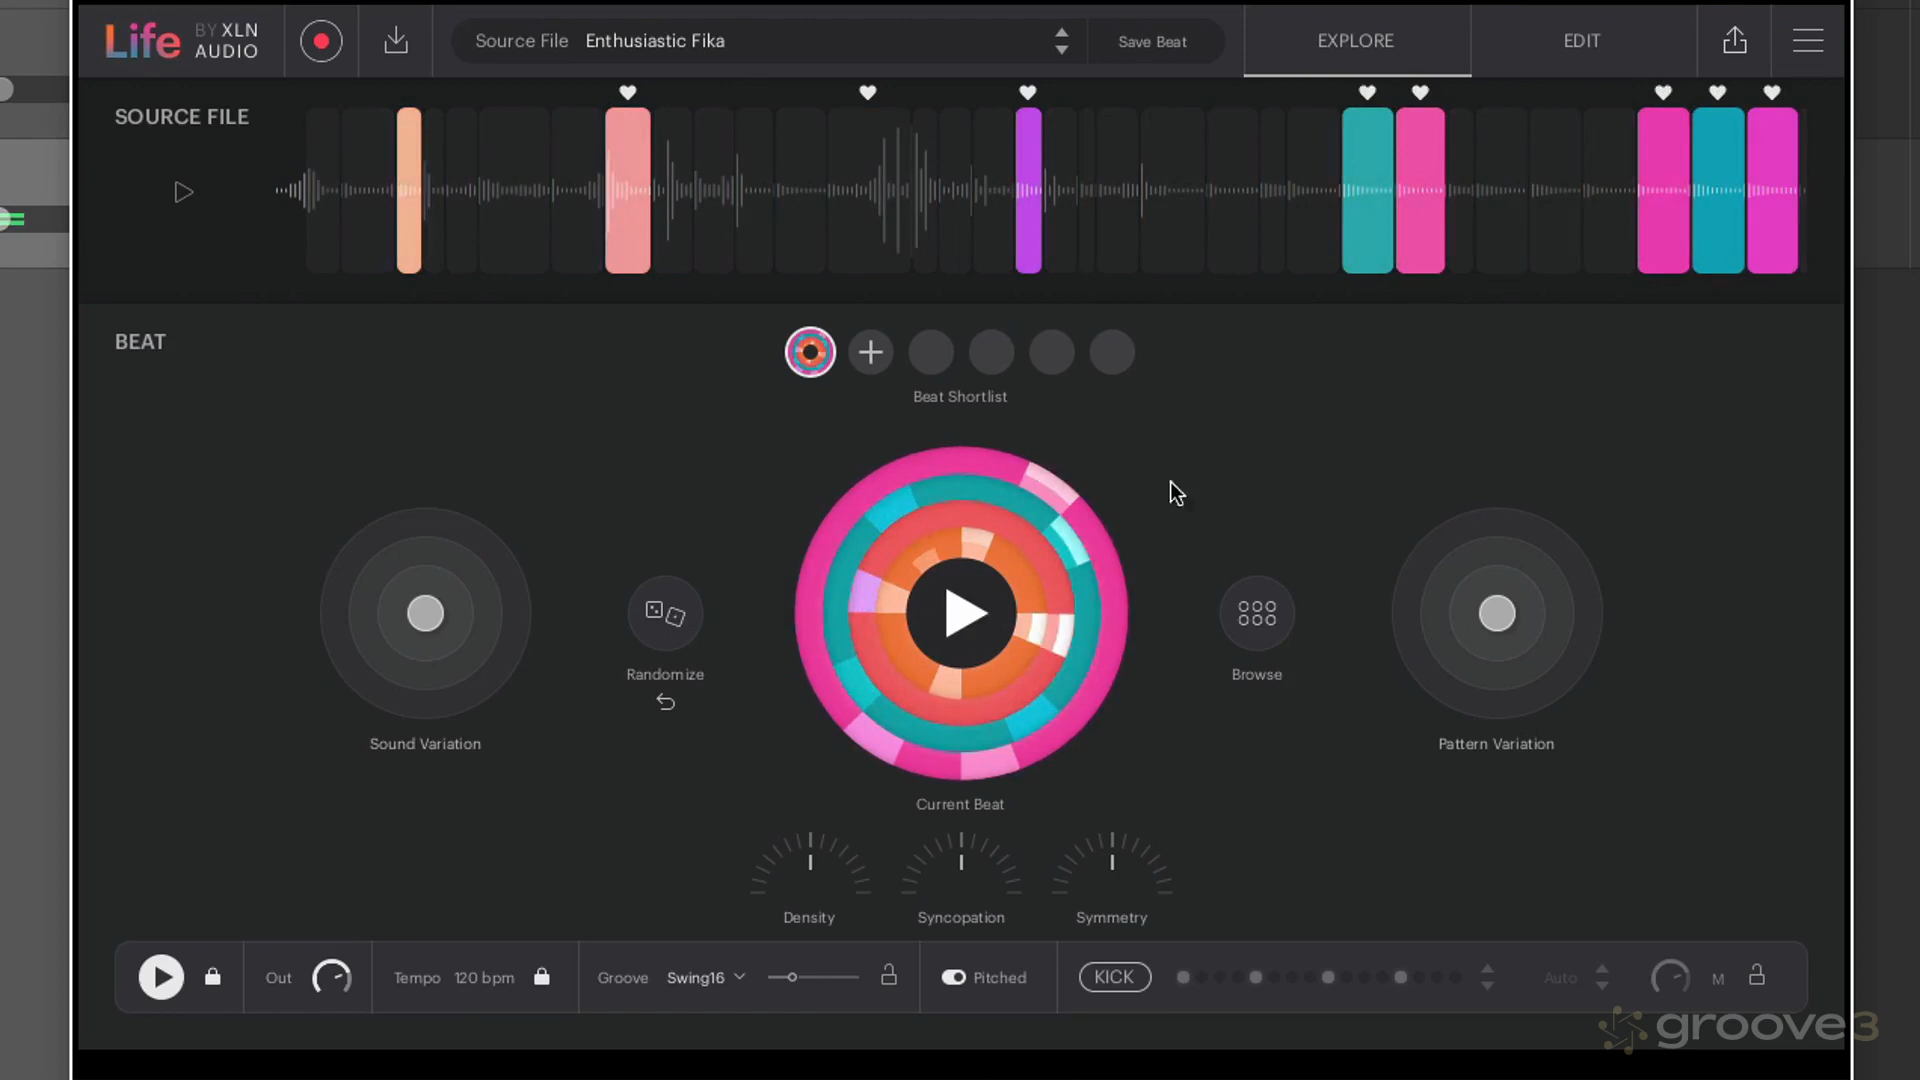 Life BY XLN AUDIO
Source File Enthusiastic Fika
Save Beat
EXPLORE
EDIT
SOURCE FILE
BEAT
Beat Shortlist
Randomize
Browse
Sound Variation
Pattern Variation
Current Beat
Density
Syncopation
Symmetry
Out
Tempo 120 bpm
Groove Swing16
Pitched
KICK
Auto
M
groove3